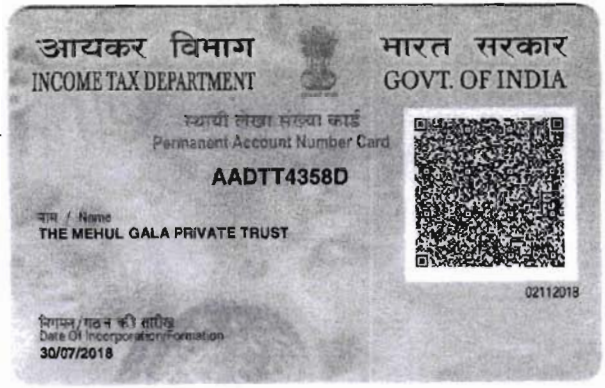 आयकर विभाग
INCOME TAX DEPARTMENT
भारत सरकार
GOVT. OF INDIA
स्थायी लेखा संख्या कार्ड
Permanent Account Number Card
AADTT4358D
नाम / Name
THE MEHUL GALA PRIVATE TRUST
02112018
निगमन/गठन की तारीख
Date Of Incorporation/Formation
30/07/2018